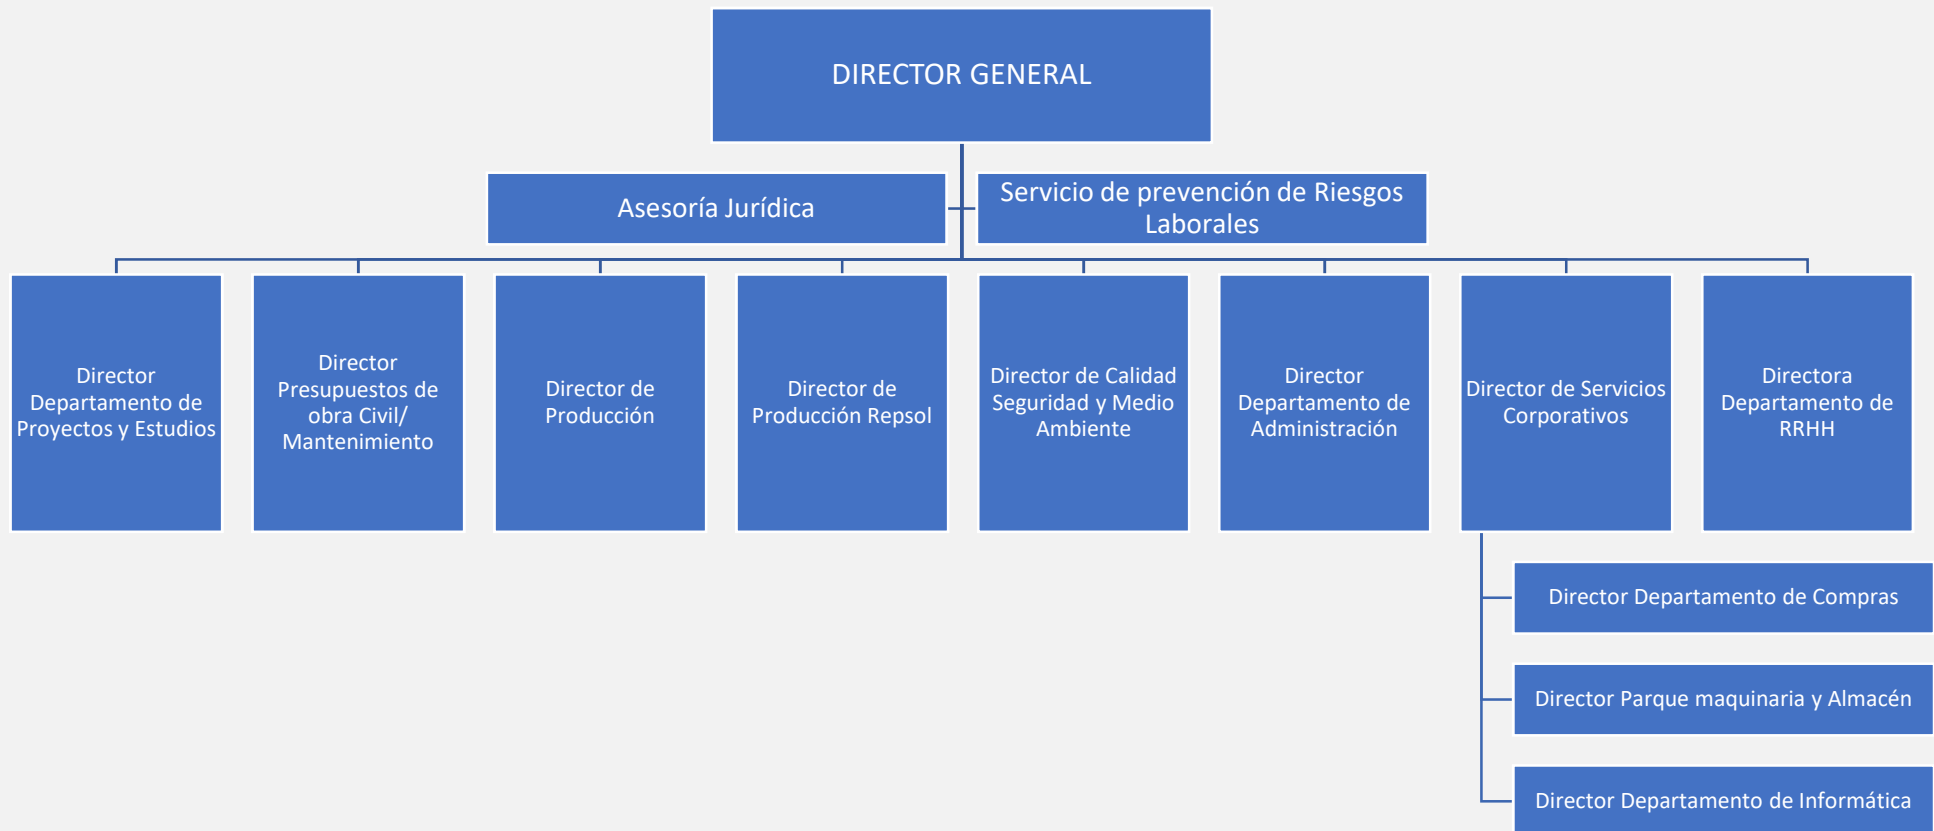 DIRECTOR GENERAL
Asesoría Jurídica
Servicio de prevención de Riesgos
Laborales
Director
Departamento de
Proyectos y Estudios
Director
Presupuestos de
obra Civil/
Mantenimiento
Director de
Producción
Director de
Producción Repsol
Director de Calidad
Seguridad y Medio
Ambiente
Director
Departamento de
Administración
Director de Servicios
Corporativos
Directora
Departamento de
RRHH
Director Departamento de Compras
Director Parque maquinaria y Almacén
Director Departamento de Informática